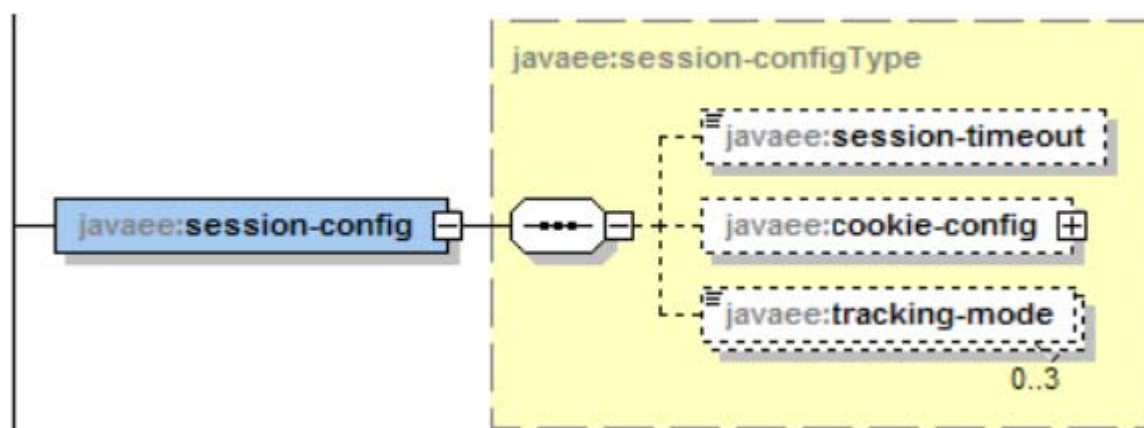 javaee:session-configType
javaee:session-timeout
javaee:session-config
javaee:cookie-config
javaee:tracking-mode
0..3